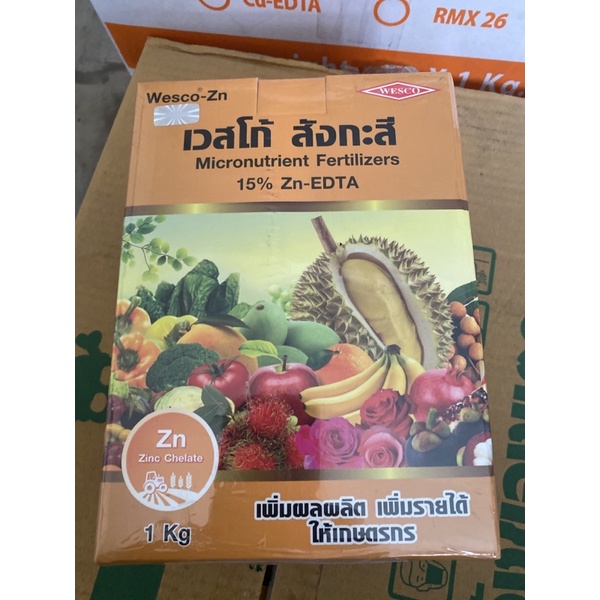 Cu-EDTA
RMX 26
x 1 Kg
Wesco®-Zn
WESCO
เวสโก้ สังกะสี
Micronutrient Fertilizers
15% Zn-EDTA
Zn
Zinc Chelate
1 Kg
เพิ่มผลผลิต เพิ่มรายได้
ให้เกษตรกร